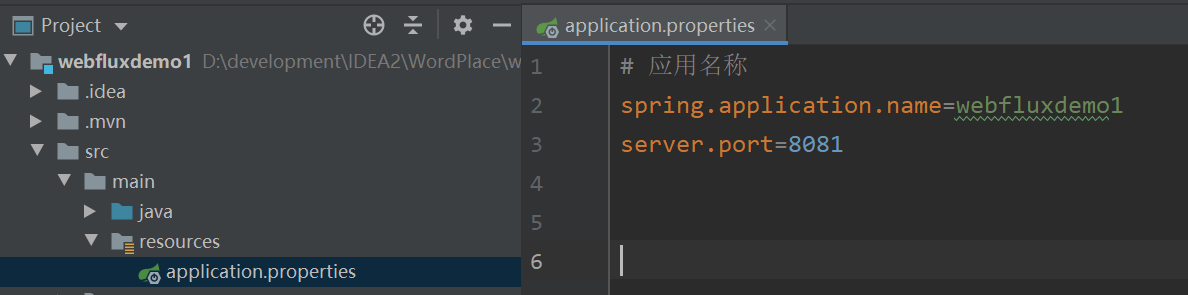 Project
application.properties
webfluxdemo1 D:\development\IDEA2\WordPlace\w
.idea
.mvn
src
main
java
resources
application.properties
1 # 应用名称
2 spring.application.name=webfluxdemo1
3 server.port=8081
4
5
6